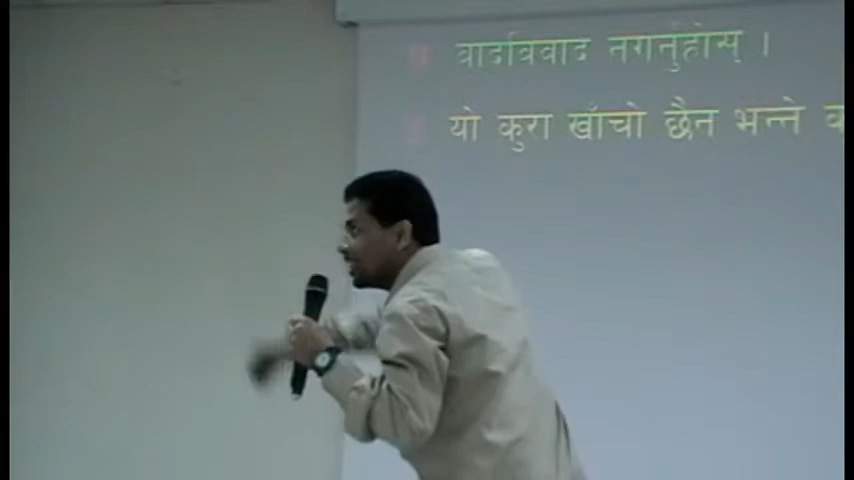 वादविवाद नगर्नुहोस् ।
यो कुरा खाँचो छैन भन्ने